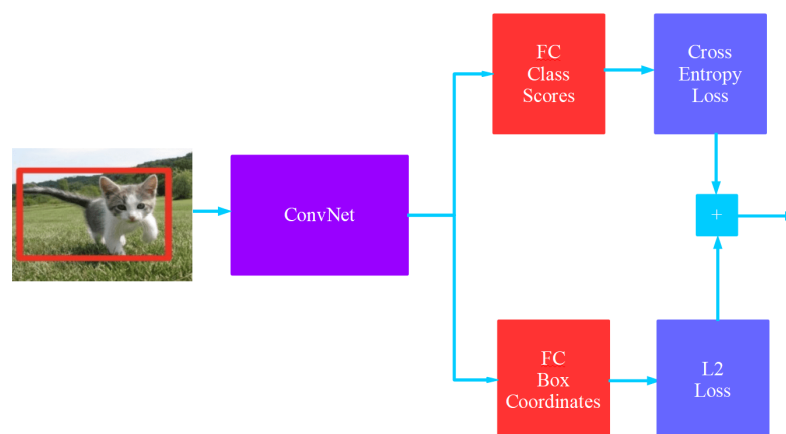 FC
Class
Scores
Cross
Entropy
Loss
ConvNet
+
FC
Box
Coordinates
L2
Loss